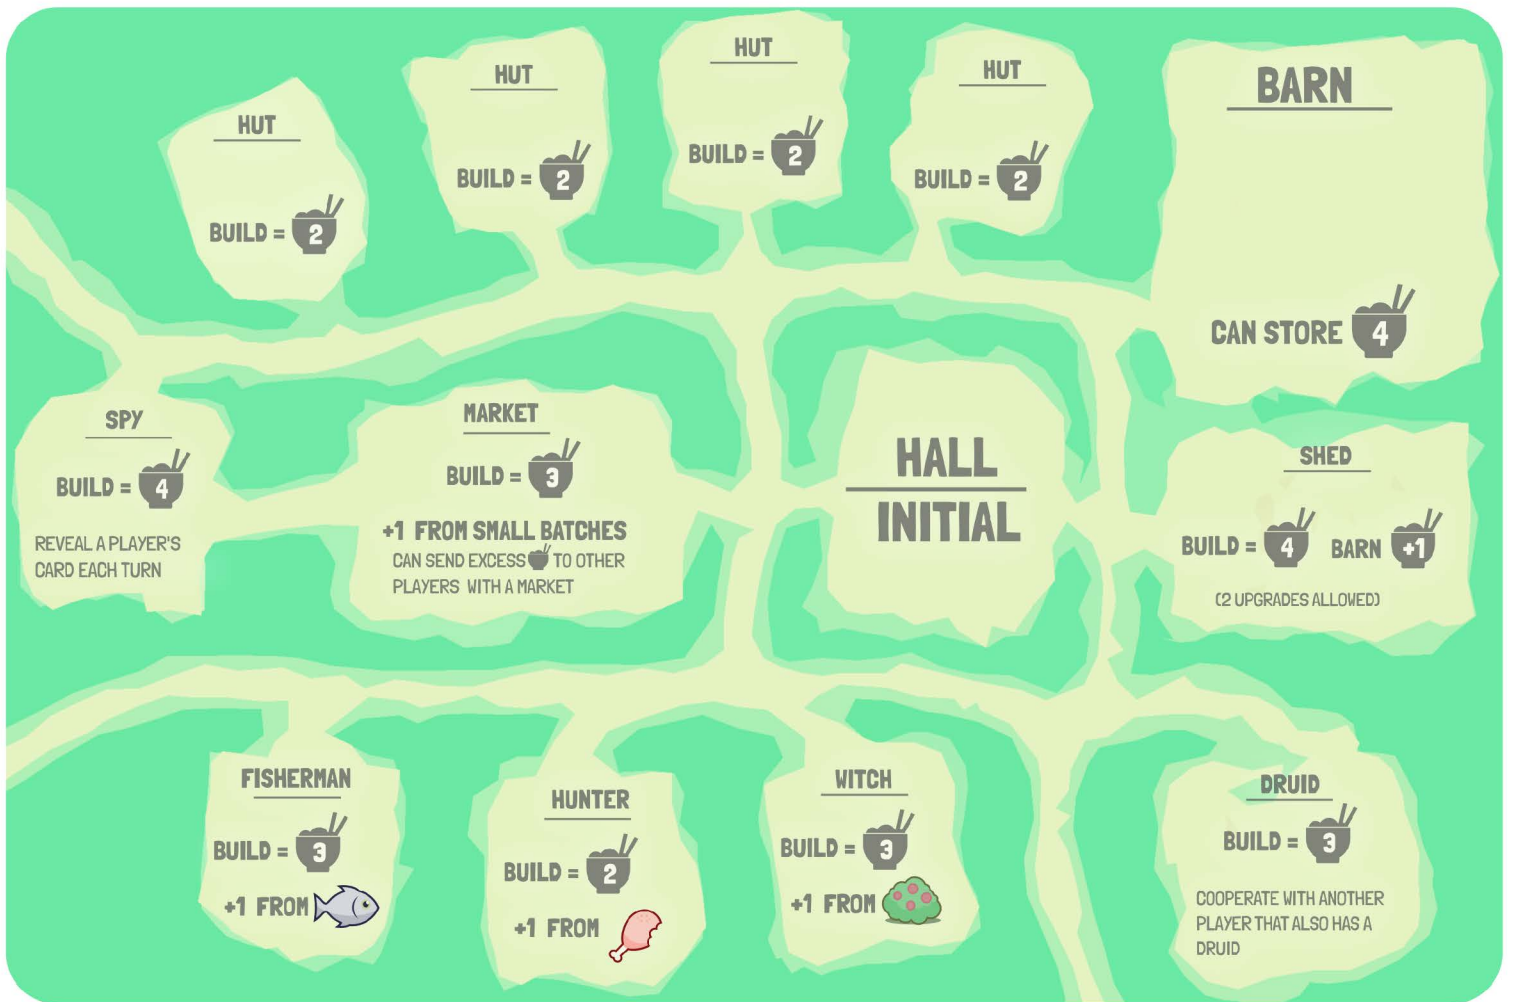 HUT
BUILD = 2
HUT
BUILD = 2
HUT
BUILD = 2
HUT
BUILD = 2
BARN
CAN STORE 4
SPY
BUILD = 4
REVEAL A PLAYER'S
CARD EACH TURN
MARKET
BUILD = 3
+1 FROM SMALL BATCHES
CAN SEND EXCESS TO OTHER
PLAYERS WITH A MARKET
HALL
INITIAL
SHED
BUILD = 4 BARN +1
(2 UPGRADES ALLOWED)
FISHERMAN
BUILD = 3
+1 FROM
HUNTER
BUILD = 2
+1 FROM
WITCH
BUILD = 3
+1 FROM
DRUID
BUILD = 3
COOPERATE WITH ANOTHER
PLAYER THAT ALSO HAS A
DRUID